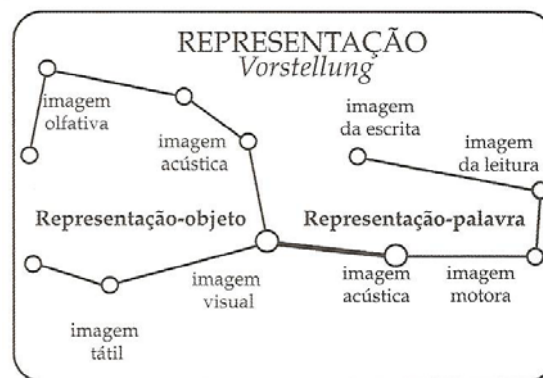 REPRESENTAÇÃO
Vorstellung
imagem
olfativa
imagem
acústica
imagem
da escrita
imagem
da leitura
Representação-objeto
Representação-palavra
imagem
visual
imagem
acústica
imagem
motora
imagem
tátil